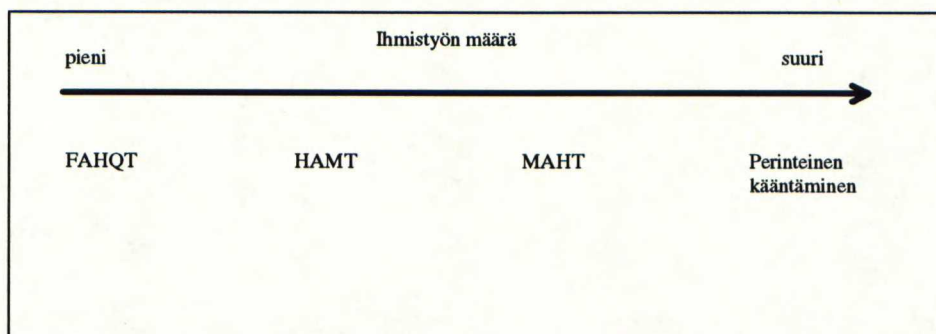 Ihmistyön määrä
pieni
suuri
FAHQT
HAMT
MAHT
Perinteinen
kääntäminen